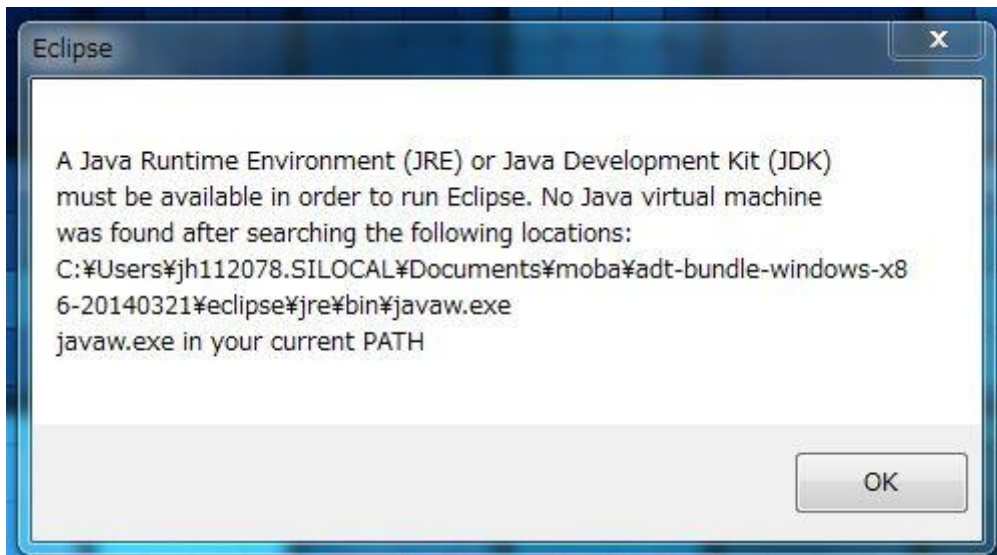 Eclipse
X
A Java Runtime Environment (JRE) or Java Development Kit (JDK)
must be available in order to run Eclipse. No Java virtual machine
was found after searching the following locations:
C:¥Users¥jh112078.SILOCAL¥Documents¥moba¥adt-bundle-windows-x8
6-20140321¥eclipse¥jre¥bin¥javaw.exe
javaw.exe in your current PATH
OK